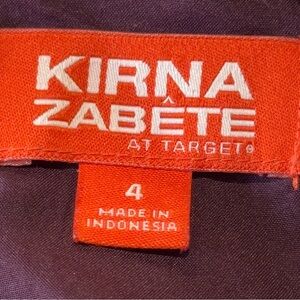 KIRNA
ZABÊTE
AT TARGET®
4
MADE IN
INDONESIA